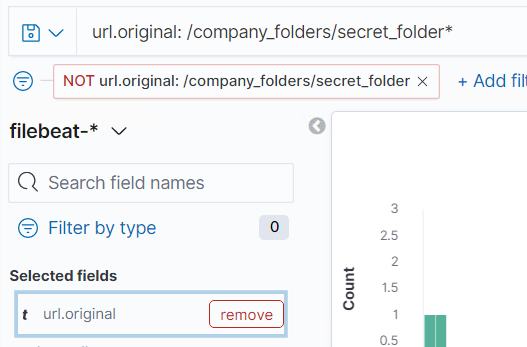 url.original: /company_folders/secret_folder*
NOT url.original: /company_folders/secret_folder ×
+ Add filt
filebeat-*
Search field names
Filter by type
0
Selected fields
t url.original remove
Count
3
2.5
2
1.5
1
0.5